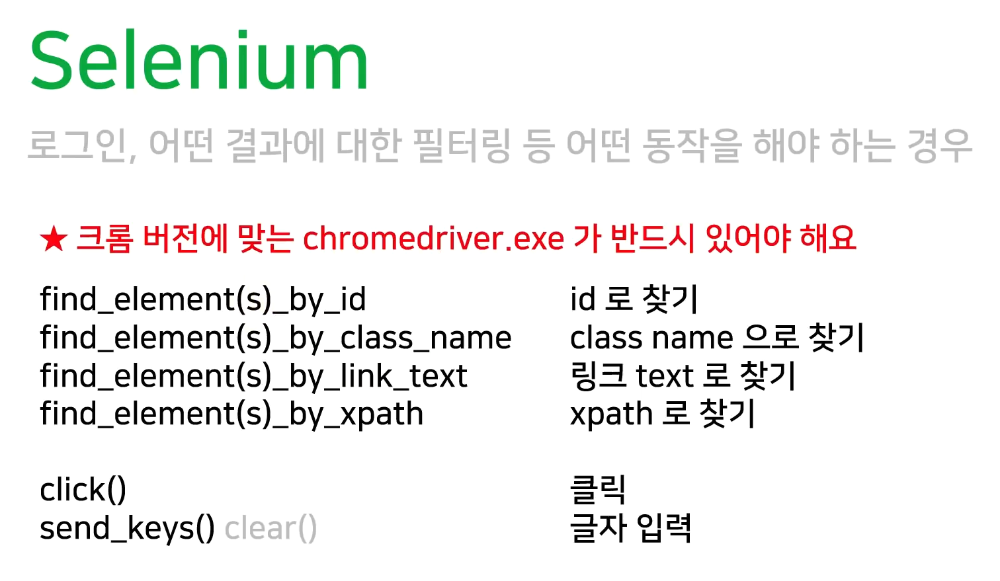 Selenium
로그인, 어떤 결과에 대한 필터링 등 어떤 동작을 해야 하는 경우
★ 크롬 버전에 맞는 chromedriver.exe 가 반드시 있어야 해요
find_element(s)_by_id id 로 찾기
find_element(s)_by_class_name class name 으로 찾기
find_element(s)_by_link_text 링크 text 로 찾기
find_element(s)_by_xpath xpath 로 찾기
click() 클릭
send_keys() clear() 글자 입력